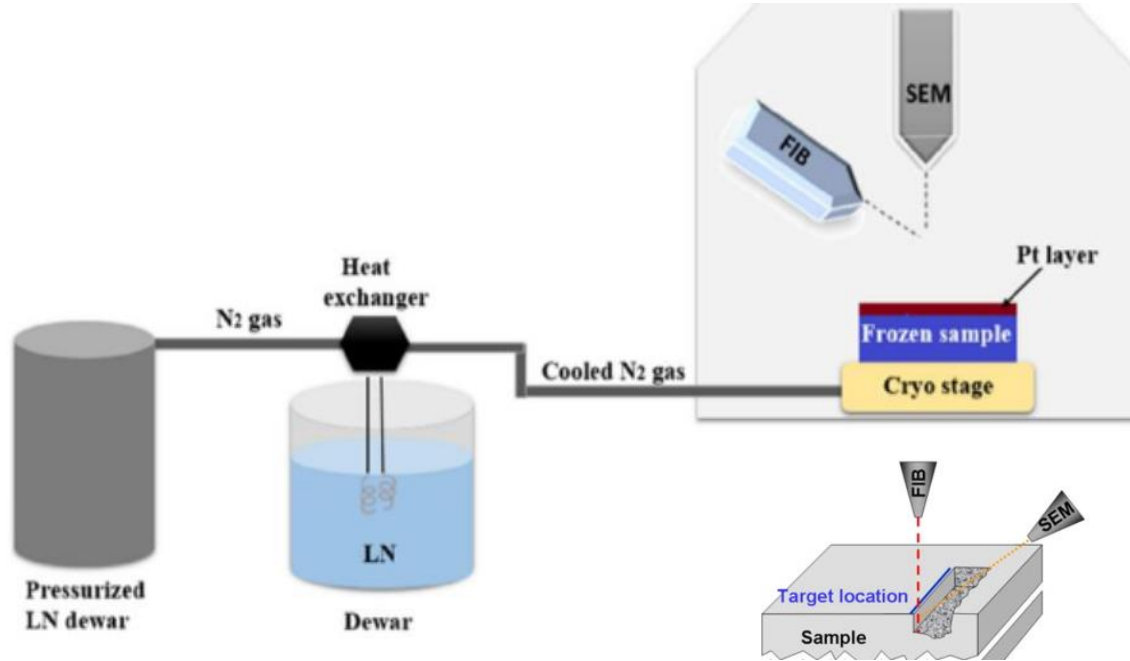 SEM
FIB
Pt layer
Heat
exchanger
N2 gas
Frozen sample
Cooled N2 gas
Cryo stage
LN
Pressurized
LN dewar
Dewar
FIB
SEM
Target location
Sample